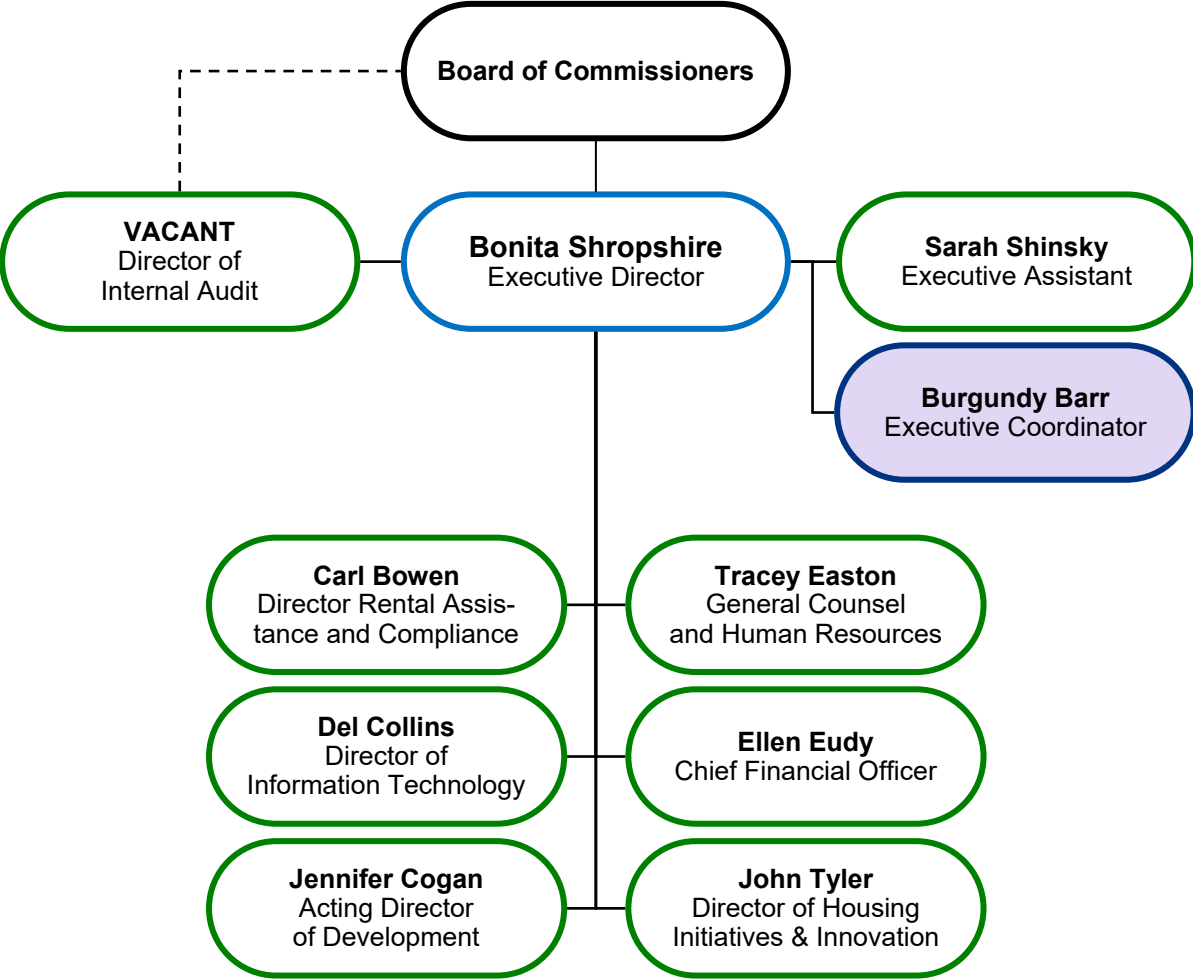 Board of Commissioners
VACANT
Director of
Internal Audit
Bonita Shropshire
Executive Director
Sarah Shinsky
Executive Assistant
Burgundy Barr
Executive Coordinator
Carl Bowen
Director Rental Assis-
tance and Compliance
Tracey Easton
General Counsel
and Human Resources
Del Collins
Director of
Information Technology
Ellen Eudy
Chief Financial Officer
Jennifer Cogan
Acting Director
of Development
John Tyler
Director of Housing
Initiatives & Innovation